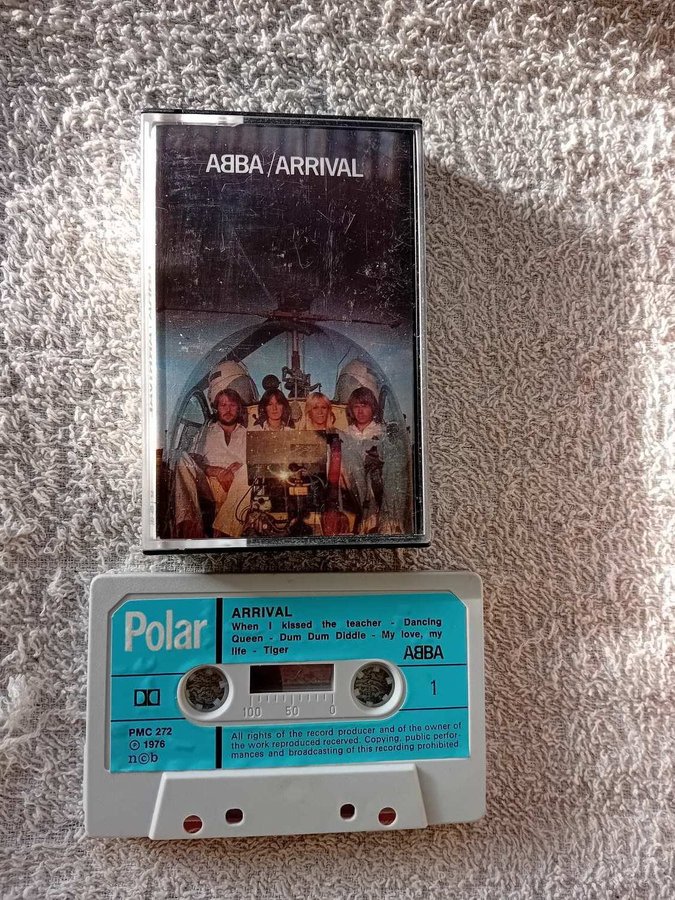 ABBA/ARRIVAL
Polar
ARRIVAL
When I kissed the teacher - Dancing
Queen - Dum Dum Diddle - My love, my
life - Tiger
ABBA
1
100 50 0
PMC 272
℗ 1976
n©b
All rights of the record producer and of the owner of
the work reproduced recerved. Copying, public perfor-
mances and broadcasting of this recording prohibited